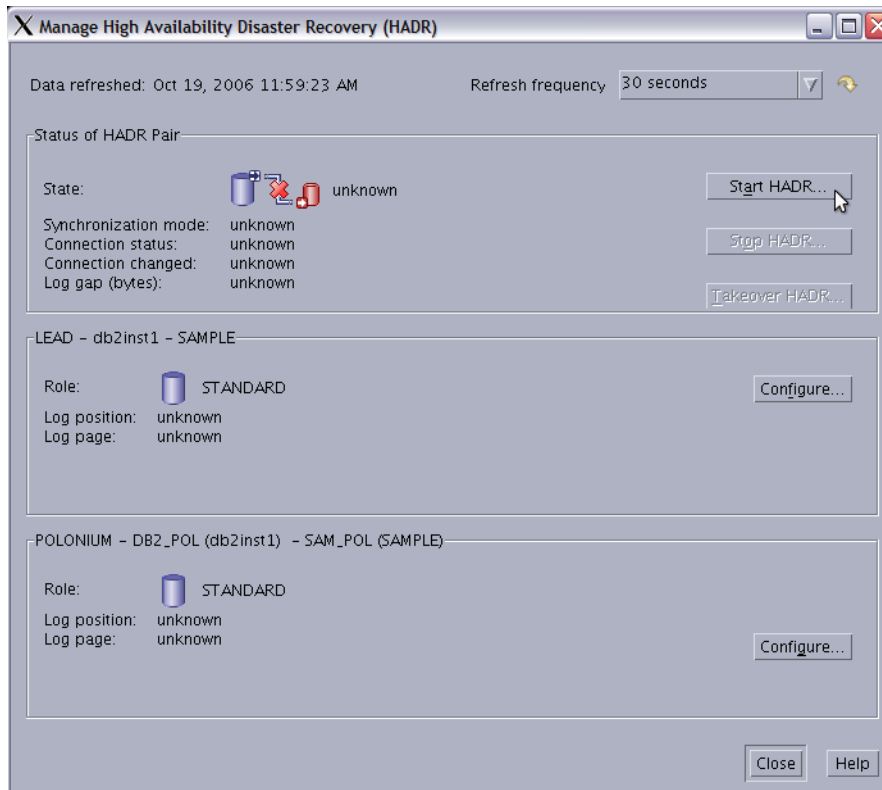 Manage High Availability Disaster Recovery (HADR)
Data refreshed: Oct 19, 2006 11:59:23 AM
Refresh frequency 30 seconds
Status of HADR Pair
State: unknown
Start HADR...
Synchronization mode: unknown
Connection status: unknown
Stop HADR...
Connection changed: unknown
Log gap (bytes): unknown
Takeover HADR...
LEAD - db2inst1 - SAMPLE
Role: STANDARD
Configure...
Log position: unknown
Log page: unknown
POLONIUM - DB2_POL (db2inst1) - SAM_POL (SAMPLE)
Role: STANDARD
Log position: unknown
Log page: unknown
Configure...
Close Help